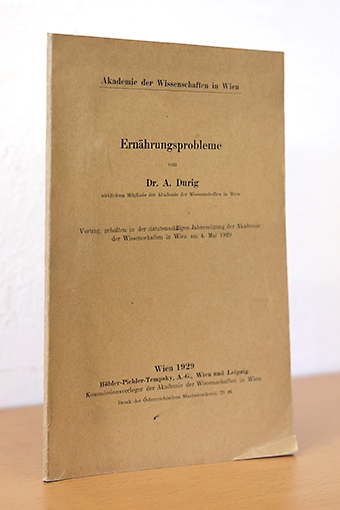 Akademie der Wissenschaften in Wien
Ernährungsprobleme
von
Dr. A. Durig
wirklichem Mitgliede der Akademie der Wissenschaften in Wien
Vortrag, gehalten in der statutenmäßigen Jahressitzung der Akademie
der Wissenschaften in Wien am 4. Mai 1929
Wien 1929
Hölder-Pichler-Tempsky, A.-G., Wien und Leipzig
Kommissionsverleger der Akademie der Wissenschaften in Wien
Druck der Österreichischen Staatsdruckerei.